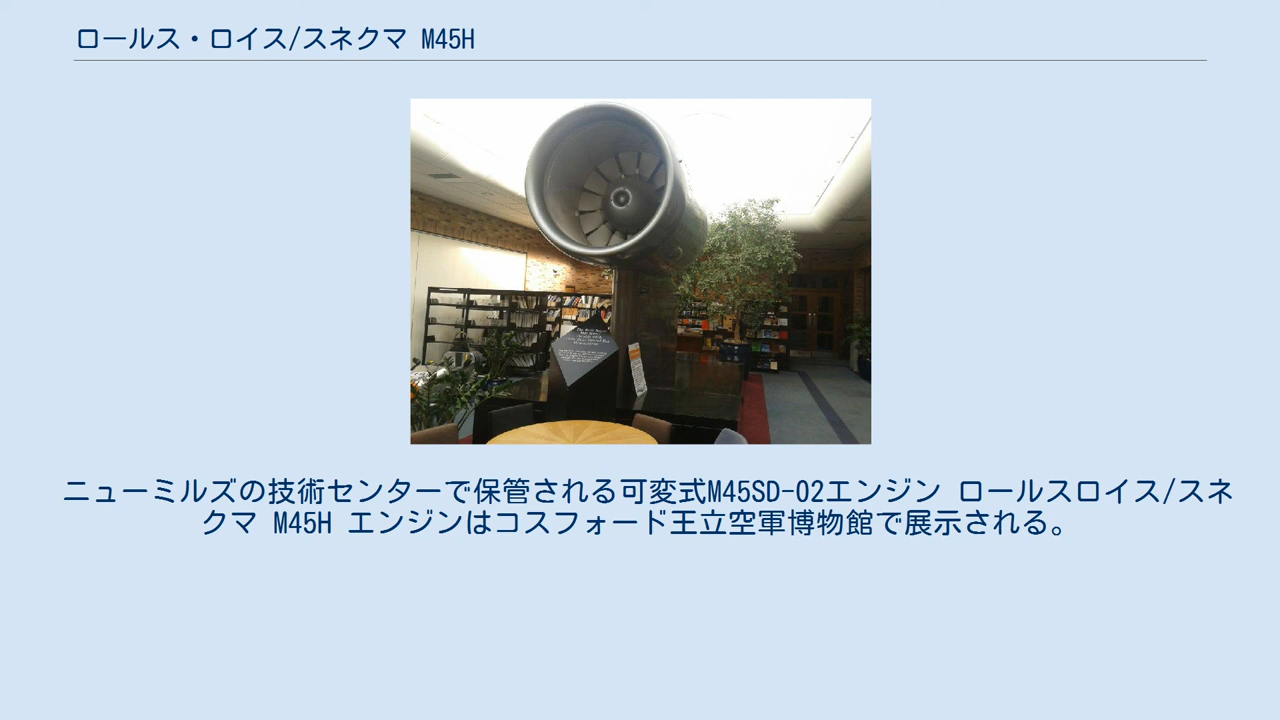 ロールス・ロイス/スネクマ M45H
ニューミルズの技術センターで保管される可変式M45SD-02エンジン ロールスロイス/スネ
クマ M45H エンジンはコスフォード王立空軍博物館で展示される。